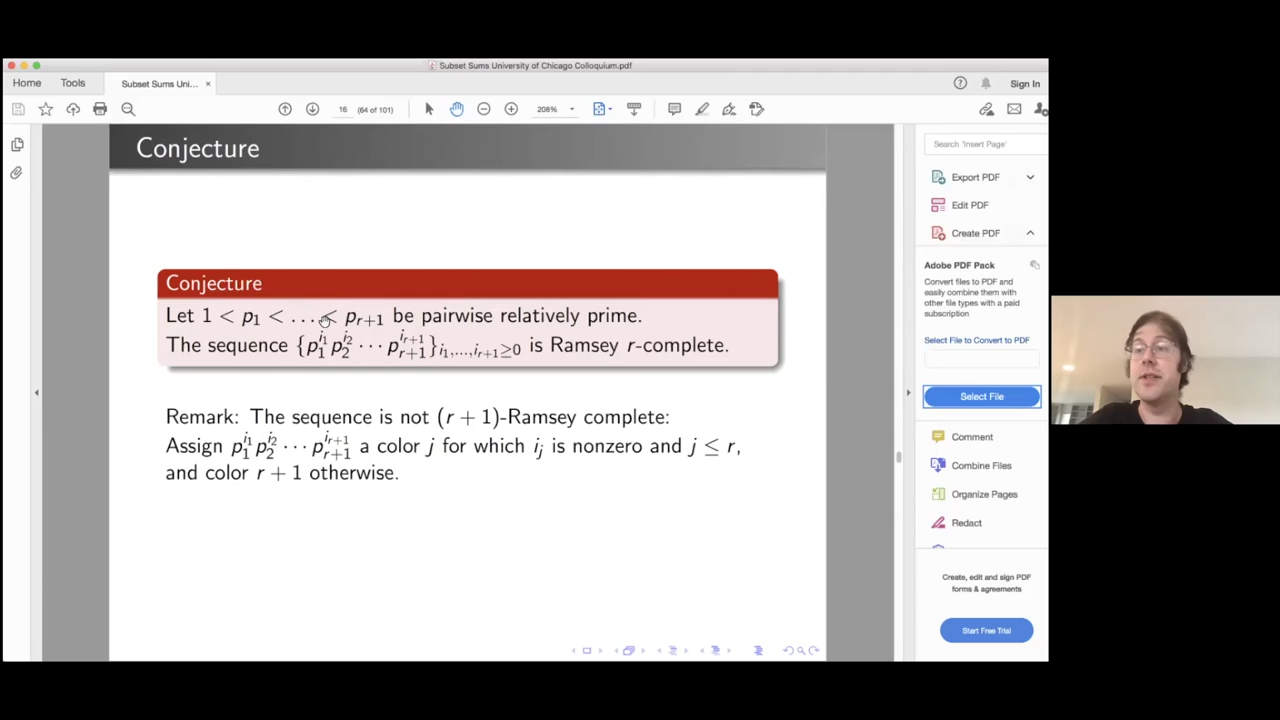 Subset Sums University of Chicago Colloquium.pdf
Home
Tools
Subset Sums Uni...
×
Sign In
16
(64 of 101)
208%
Conjecture
Conjecture
Let 1 < p₁ < ... < pᵣ₊₁ be pairwise relatively prime.
The sequence {p₁^{i₁} p₂^{i₂} ⋯ p_{r+1}^{i_{r+1}}}_{i₁,...,i_{r+1}≥0} is Ramsey r-complete.
Remark: The sequence is not (r + 1)-Ramsey complete:
Assign p₁^{i₁} p₂^{i₂} ⋯ p_{r+1}^{i_{r+1}} a color j for which i_j is nonzero and j ≤ r,
and color r + 1 otherwise.
Search 'Insert Page'
Export PDF
Edit PDF
Create PDF
Adobe PDF Pack
Convert files to PDF and
easily combine them with
other file types with a paid
subscription
Select File to Convert to PDF
Select File
Comment
Combine Files
Organize Pages
Redact
Create, edit and sign PDF
forms & agreements
Start Free Trial